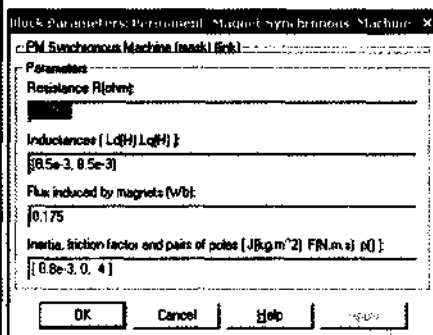 Block Parameters: Permanent Magnet Synchronous Machine
PM Synchronous Machine (mask) (link)
Parameters
Resistance R(ohm):
Inductances [ Ld(H) Lq(H) ]:
[8.5e-3, 8.5e-3]
Flux induced by magnets (Wb):
0.175
Inertia, friction factor and pairs of poles [ J(kg.m^2) F(N.m.s) p() ]:
[ 0.8e-3, 0, 4 ]
OK Cancel Help Apply